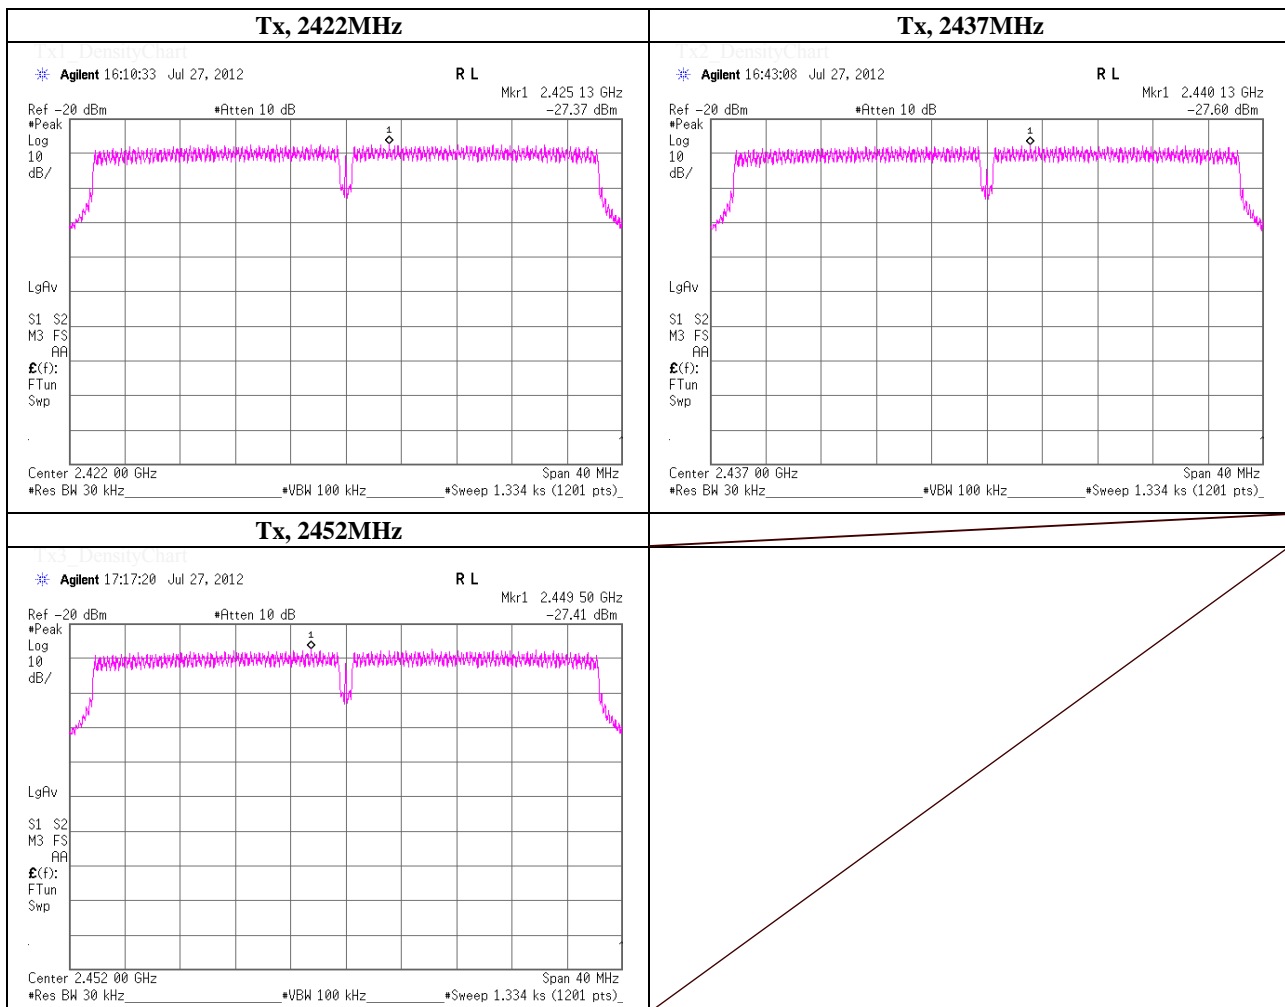 Tx, 2422MHz
Tx1_DensityChart
Agilent 16:10:33 Jul 27, 2012 R L
Mkr1 2.425 13 GHz
Ref -20 dBm #Atten 10 dB -27.37 dBm
#Peak
Log
10
dB/
1
LgAv
S1 S2
M3 FS
AA
£(f):
FTun
Swp
Center 2.422 00 GHz Span 40 MHz
#Res BW 30 kHz #VBW 100 kHz #Sweep 1.334 ks (1201 pts)
Tx, 2437MHz
Tx2_DensityChart
Agilent 16:43:08 Jul 27, 2012 R L
Mkr1 2.440 13 GHz
Ref -20 dBm #Atten 10 dB -27.60 dBm
#Peak
Log
10
dB/
1
LgAv
S1 S2
M3 FS
AA
£(f):
FTun
Swp
Center 2.437 00 GHz Span 40 MHz
#Res BW 30 kHz #VBW 100 kHz #Sweep 1.334 ks (1201 pts)
Tx, 2452MHz
Tx3_DensityChart
Agilent 17:17:20 Jul 27, 2012 R L
Mkr1 2.449 50 GHz
Ref -20 dBm #Atten 10 dB -27.41 dBm
#Peak
Log
10
dB/
1
LgAv
S1 S2
M3 FS
AA
£(f):
FTun
Swp
Center 2.452 00 GHz Span 40 MHz
#Res BW 30 kHz #VBW 100 kHz #Sweep 1.334 ks (1201 pts)